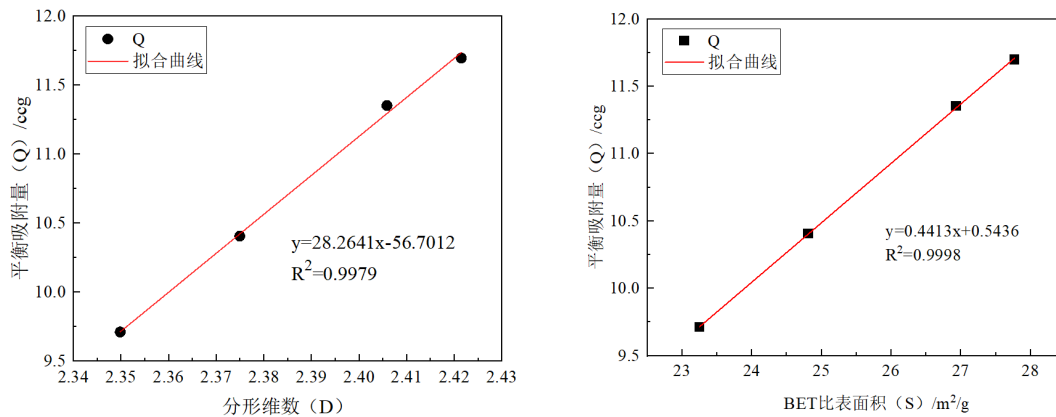 12.0
11.5
11.0
10.5
10.0
9.5
平衡吸附量（Q）/ccg
Q
拟合曲线
y=28.2641x-56.7012
R²=0.9979
2.34 2.35 2.36 2.37 2.38 2.39 2.40 2.41 2.42 2.43
分形维数（D）
12.0
11.5
11.0
10.5
10.0
9.5
平衡吸附量（Q）/ccg
Q
拟合曲线
y=0.4413x+0.5436
R²=0.9998
23 24 25 26 27 28
BET比表面积（S）/m²/g